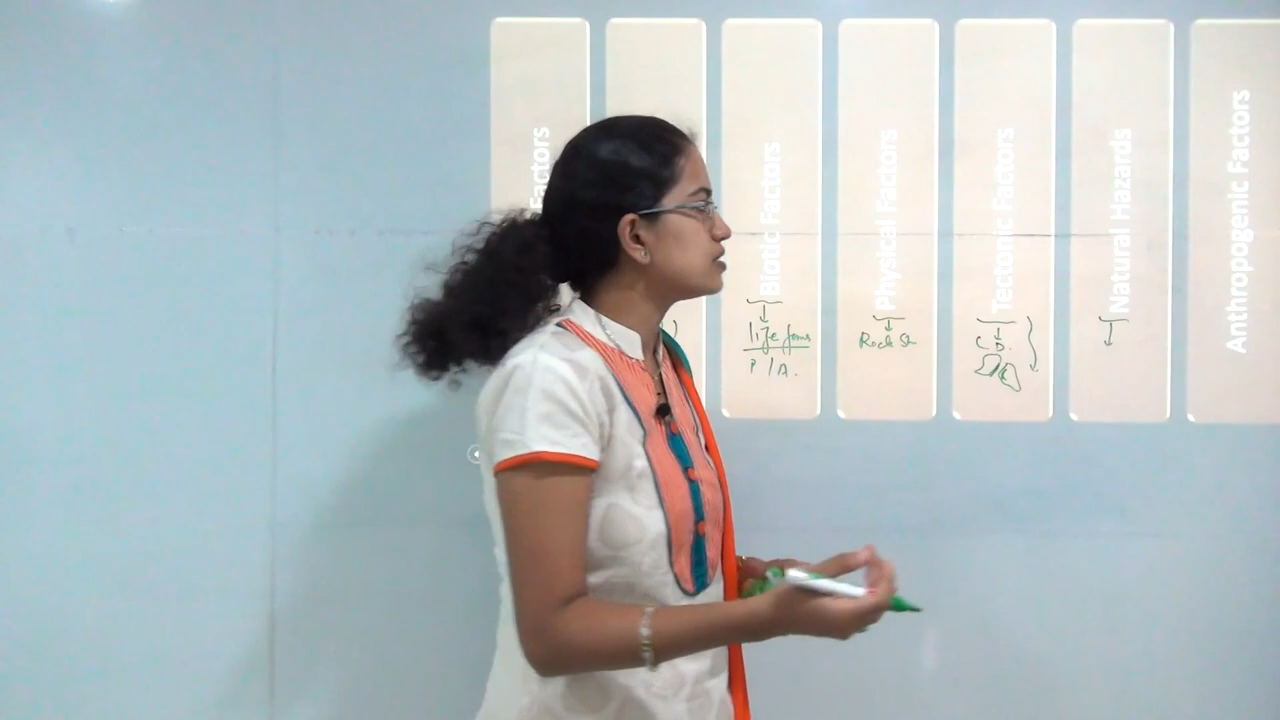 Factors
Biotic Factors
life forms
P / A.
Physical Factors
Rock St
Tectonic Factors
C D.
Natural Hazards
Anthropogenic Factors